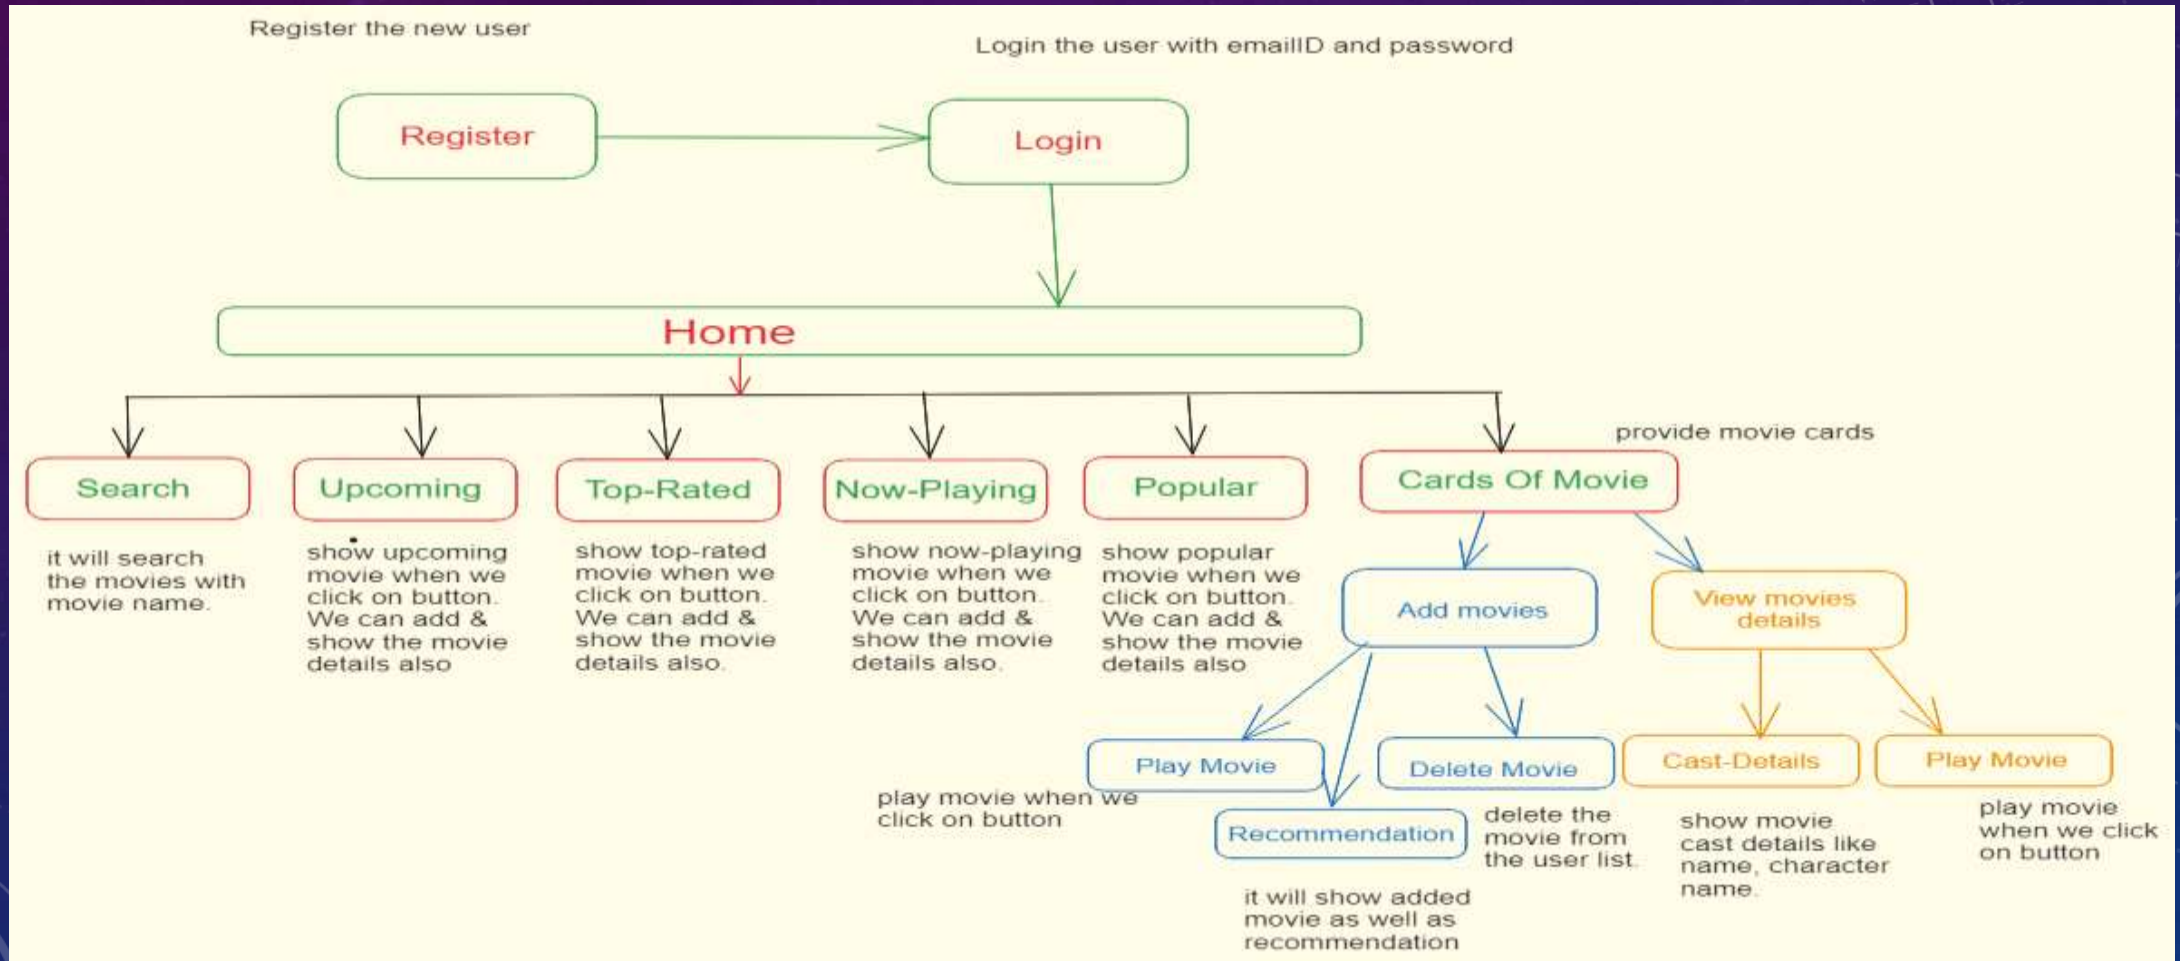 Register the new user
Login the user with emailID and password
Register
Login
Home
provide movie cards
Search
Upcoming
Top-Rated
Now-Playing
Popular
Cards Of Movie
it will search
the movies with
movie name.
show upcoming
movie when we
click on button.
We can add &
show the movie
details also
show top-rated
movie when we
click on button.
We can add &
show the movie
details also.
show now-playing
movie when we
click on button.
We can add &
show the movie
details also.
show popular
movie when we
click on button.
We can add &
show the movie
details also
Add movies
View movies
details
Play Movie
Delete Movie
Cast-Details
Play Movie
play movie when we
click on button
Recommendation
delete the
movie from
the user list.
show movie
cast details like
name, character
name.
play movie
when we click
on button
it will show added
movie as well as
recommendation